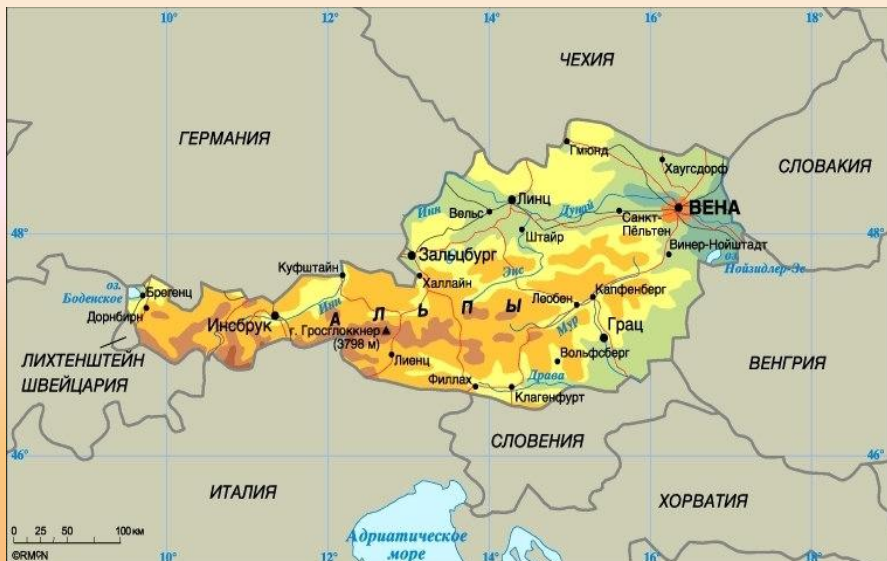 10°
12°
14°
16°
18°
ЧЕХИЯ
ГЕРМАНИЯ
СЛОВАКИЯ
Гмюнд
Хаугсдорф
Линц
Инн
Вельс
Дунай
Санкт-
Пёльтен
ВЕНА
Штайр
48°
48°
Винер-Нойштадт
Зальцбург
оз.
Нойзидлер-Зе
Куфштайн
Халлайн
Энс
оз.
Боденское
Брегенц
Инн
Леобен
Капфенберг
Дорнбирн
Инсбрук
АЛЬПЫ
г. Гросглоккнер
(3798 м)
Мур
Грац
ЛИХТЕНШТЕЙН
Лиенц
Вольфсберг
ВЕНГРИЯ
ШВЕЙЦАРИЯ
Филлах
Драва
Клагенфурт
СЛОВЕНИЯ
46°
46°
ИТАЛИЯ
ХОРВАТИЯ
0 25 50 100 км
Адриатическое
море
©RMCN
10°
12°
14°
16°
18°